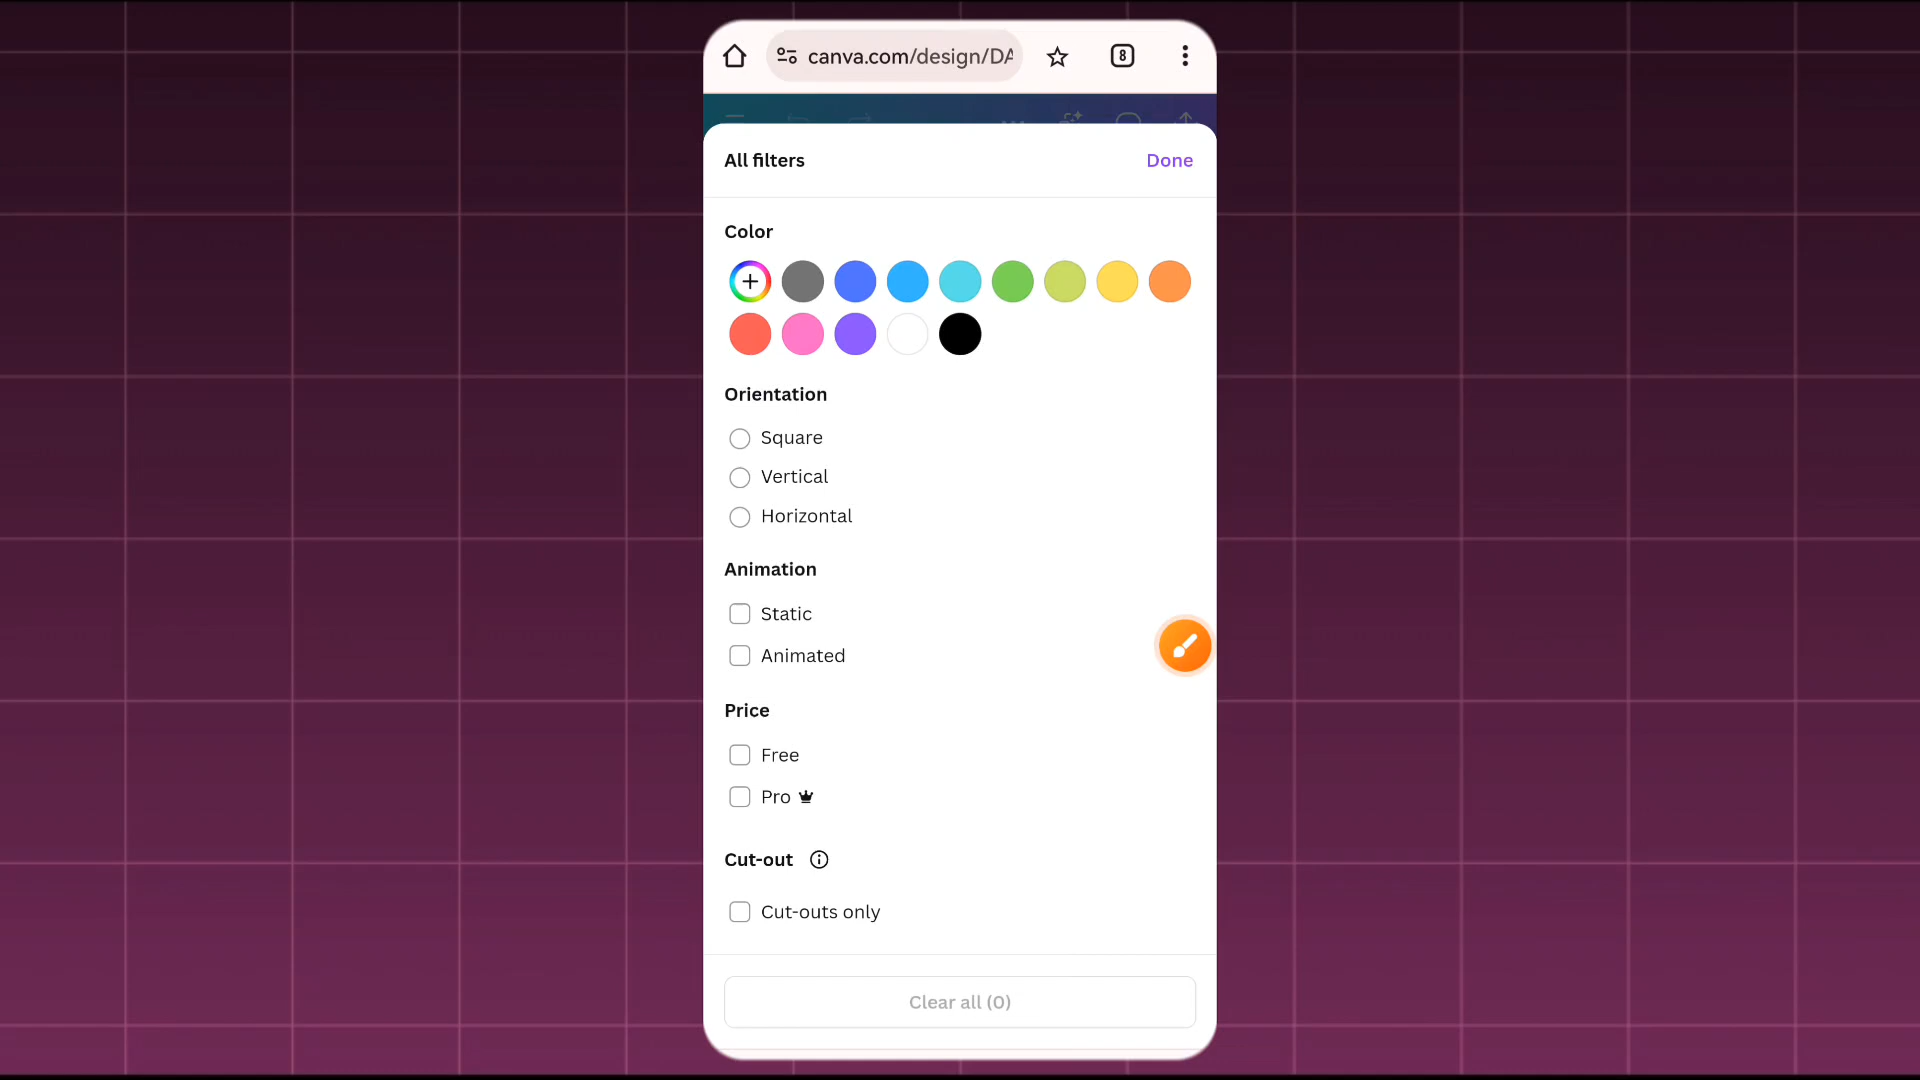 canva.com/design/DA
8
All filters
Done
Color
Orientation
Square
Vertical
Horizontal
Animation
Static
Animated
Price
Free
Pro
Cut-out
Cut-outs only
Clear all (0)